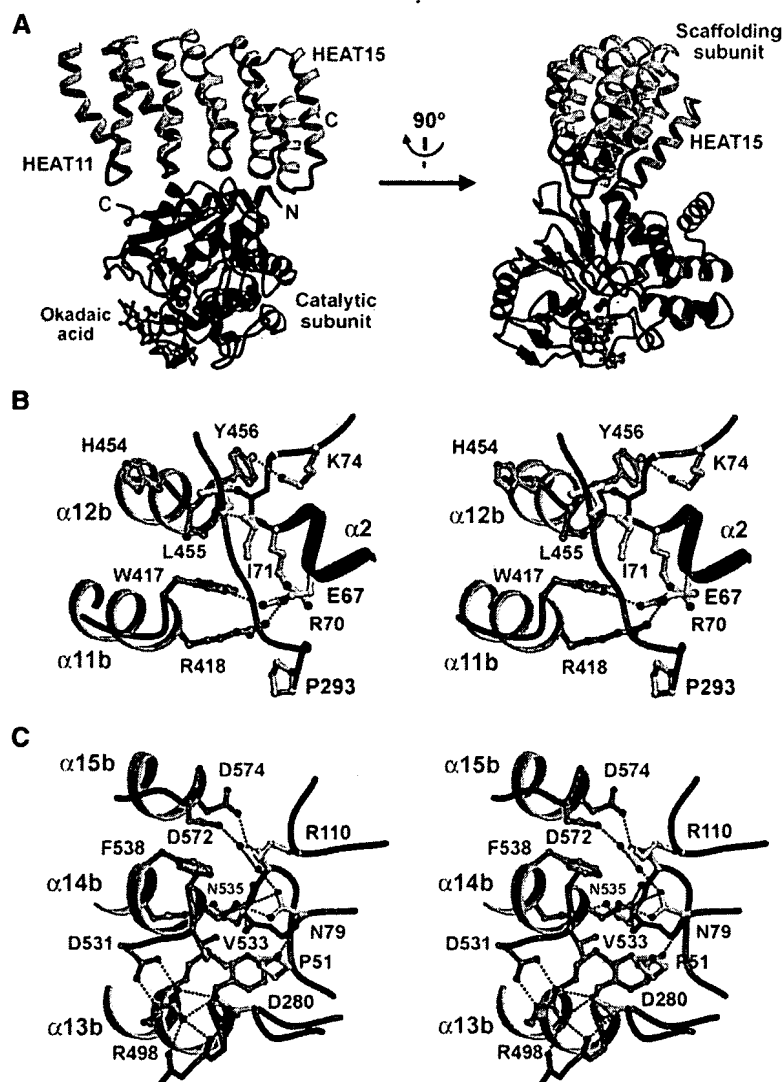 A
HEAT15
C
HEAT11
C
N
Okadaic
acid
Catalytic
subunit
90°
Scaffolding
subunit
HEAT15
B
Y456
H454
K74
α12b
α2
L455
I71
W417
E67
R70
α11b
R418
P293
Y456
H454
K74
α12b
α2
L455
I71
W417
E67
R70
α11b
R418
P293
C
α15b
D574
D572
R110
F538
α14b
N535
D531
V533
N79
P51
D280
α13b
R498
α15b
D574
D572
R110
F538
α14b
N535
D531
V533
N79
P51
D280
α13b
R498